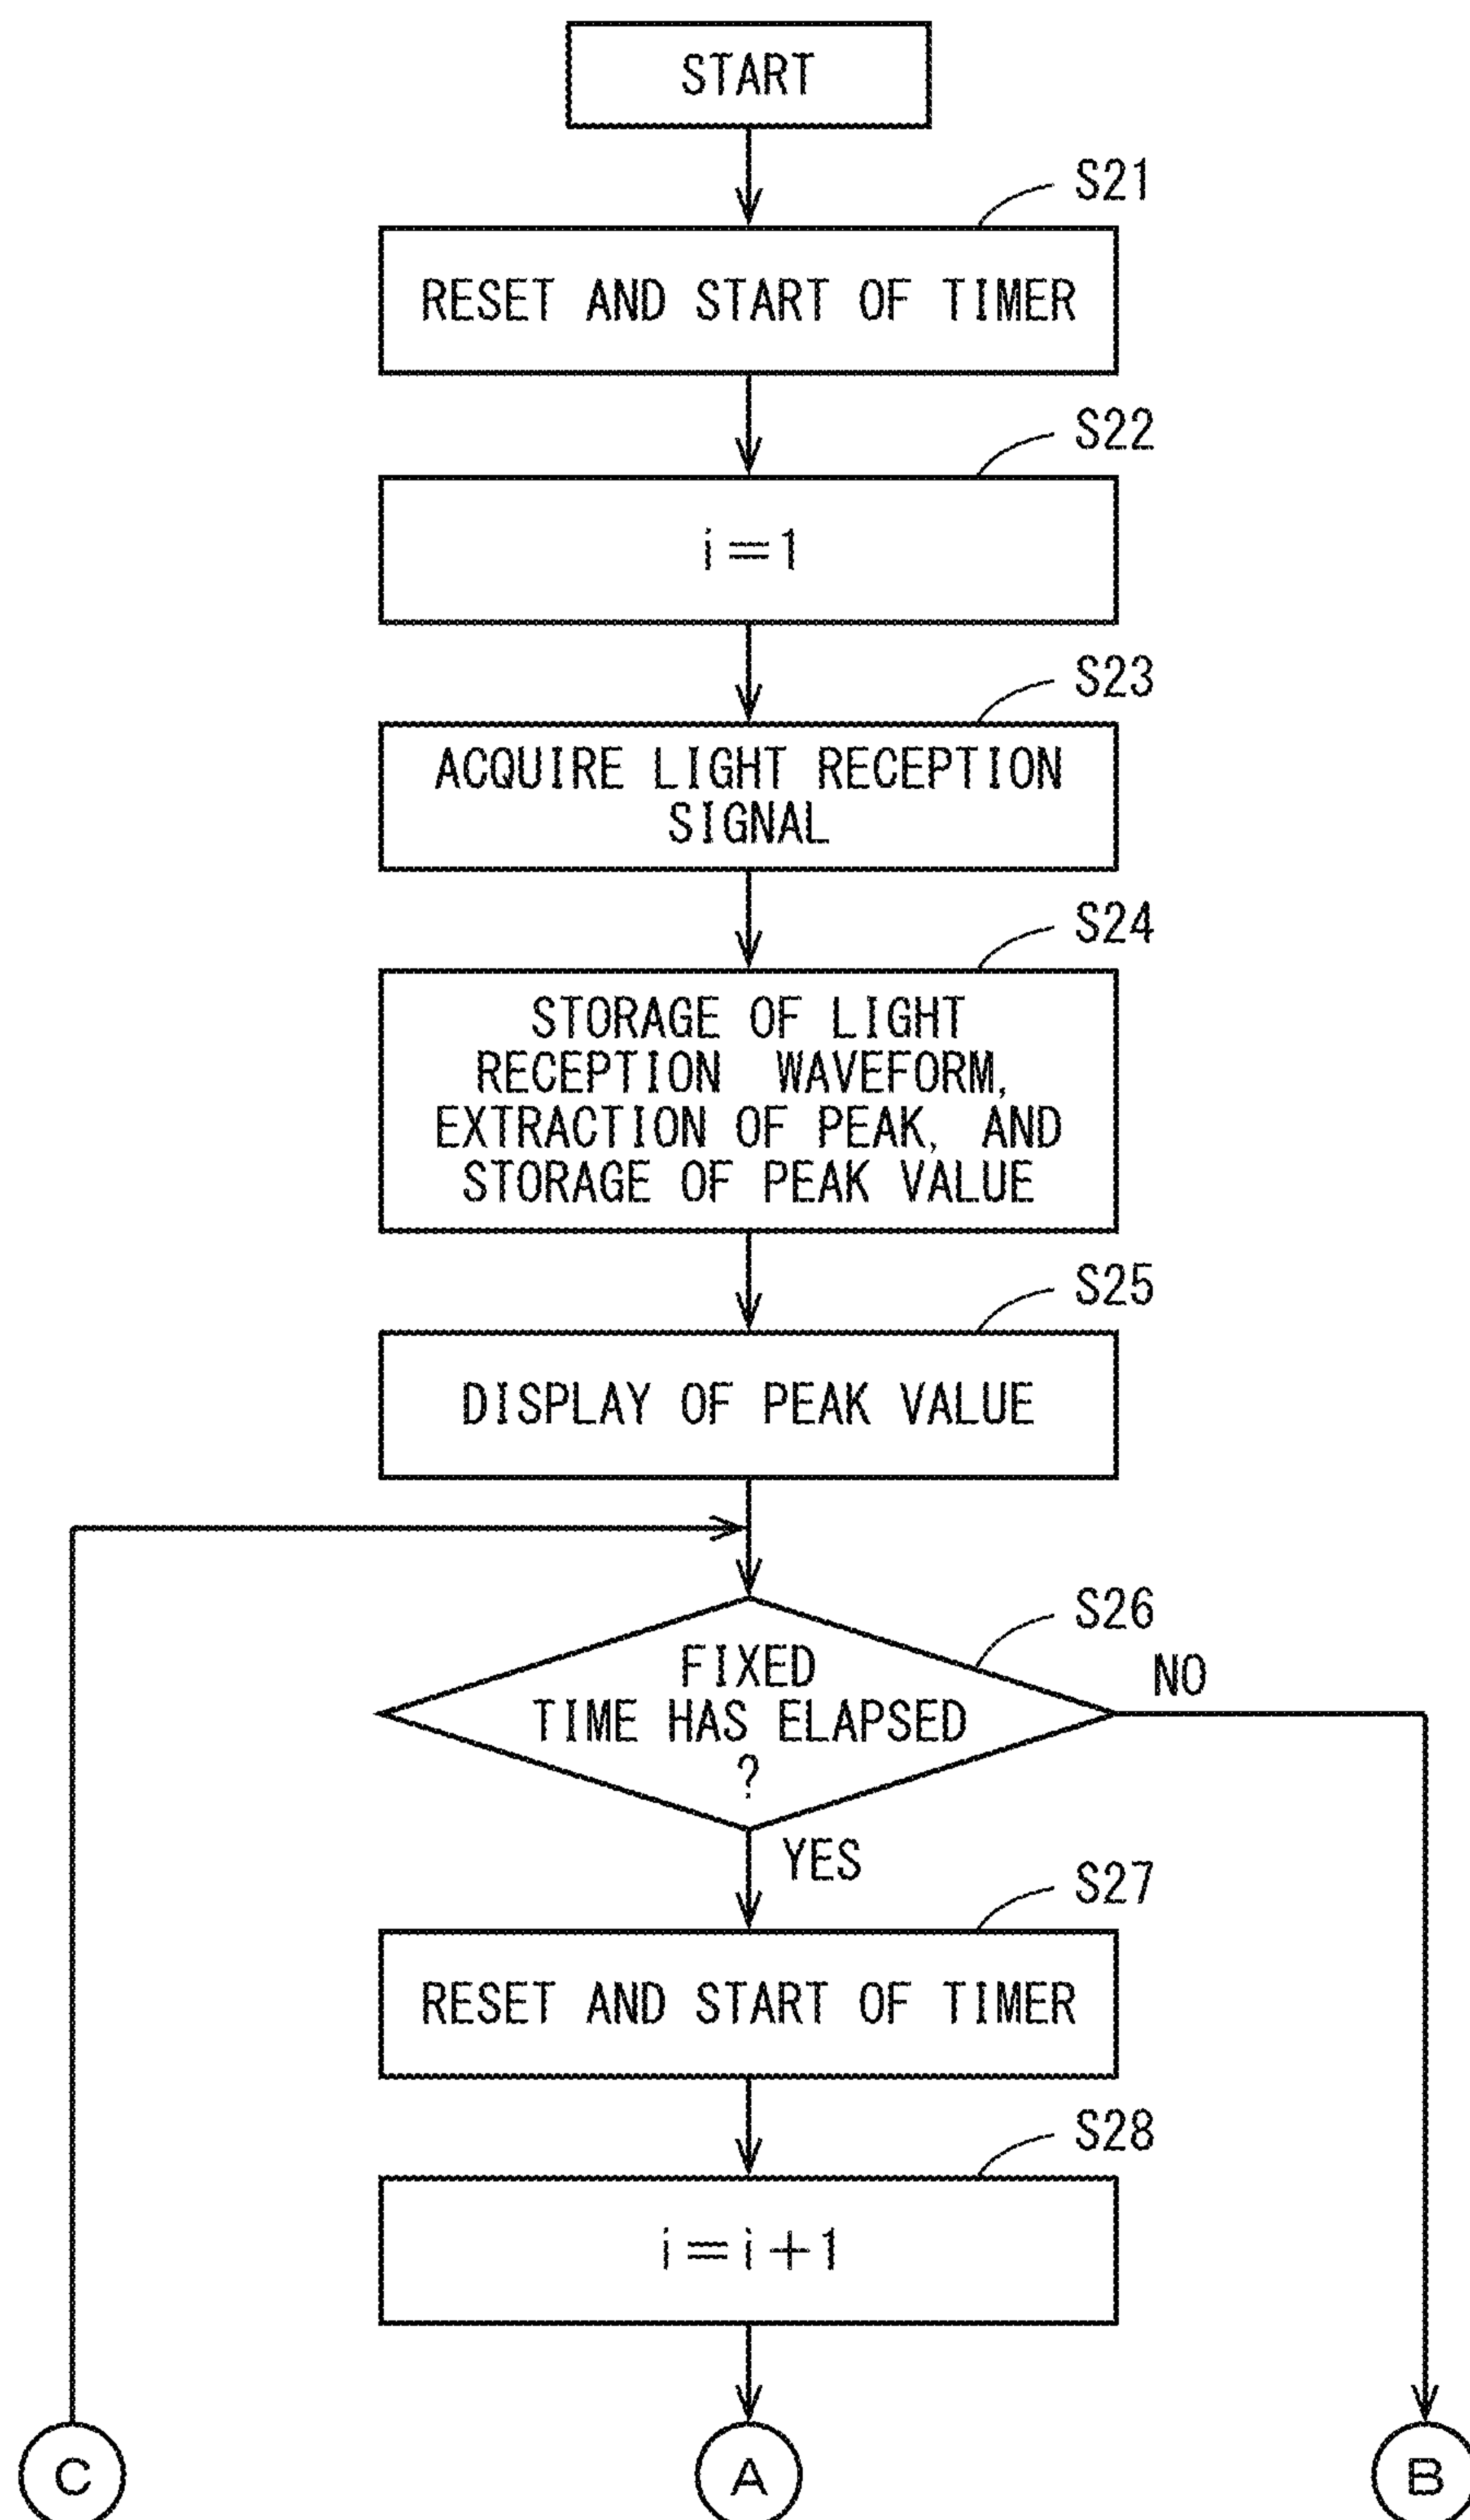 START
S21
RESET AND START OF TIMER
S22
i=1
S23
ACQUIRE LIGHT RECEPTION
SIGNAL
S24
STORAGE OF LIGHT
RECEPTION WAVEFORM,
EXTRACTION OF PEAK, AND
STORAGE OF PEAK VALUE
S25
DISPLAY OF PEAK VALUE
S26
FIXED
TIME HAS ELAPSED
?
NO
YES
S27
RESET AND START OF TIMER
S28
i=i+1
C
A
B